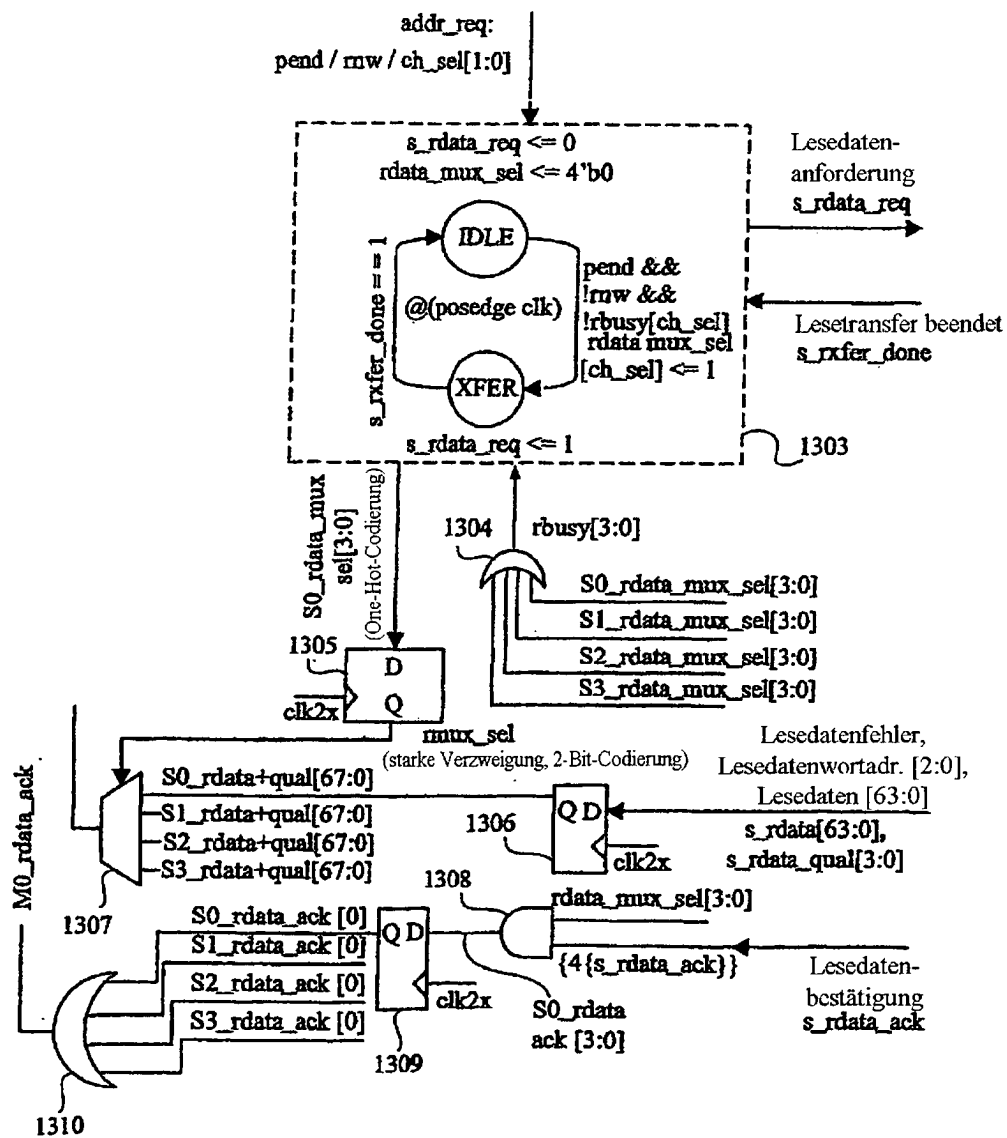 addr_req:
pend / rnw / ch_sel[1:0]
s_rdata_req <= 0
rdata_mux_sel <= 4'b0
IDLE
s_rxfer_done == 1
@(posedge clk)
pend &&
!rnw &&
!rbusy[ch_sel]
rdata mux_sel
[ch_sel] <= 1
XFER
s_rdata_req <= 1
Lesedaten-
anforderung
s_rdata_req
Lesetransfer beendet
s_rxfer_done
1303
S0_rdata_mux
sel[3:0]
(One-Hot-Codierung)
1304
rbusy[3:0]
S0_rdata_mux_sel[3:0]
S1_rdata_mux_sel[3:0]
S2_rdata_mux_sel[3:0]
S3_rdata_mux_sel[3:0]
1305
D
Q
clk2x
rmux_sel
(starke Verzweigung, 2-Bit-Codierung)
Lesedatenfehler,
Lesedatenwortadr. [2:0],
Lesedaten [63:0]
s_rdata[63:0],
s_rdata_qual[3:0]
S0_rdata+qual[67:0]
S1_rdata+qual[67:0]
S2_rdata+qual[67:0]
S3_rdata+qual[67:0]
Q D
1306
clk2x
1307
M0_rdata_ack
1308
rdata_mux_sel[3:0]
{4{s_rdata_ack}}
Lesedaten-
bestätigung
s_rdata_ack
S0_rdata_ack [0]
S1_rdata_ack [0]
S2_rdata_ack [0]
S3_rdata_ack [0]
Q D
clk2x
S0_rdata
ack [3:0]
1309
1310